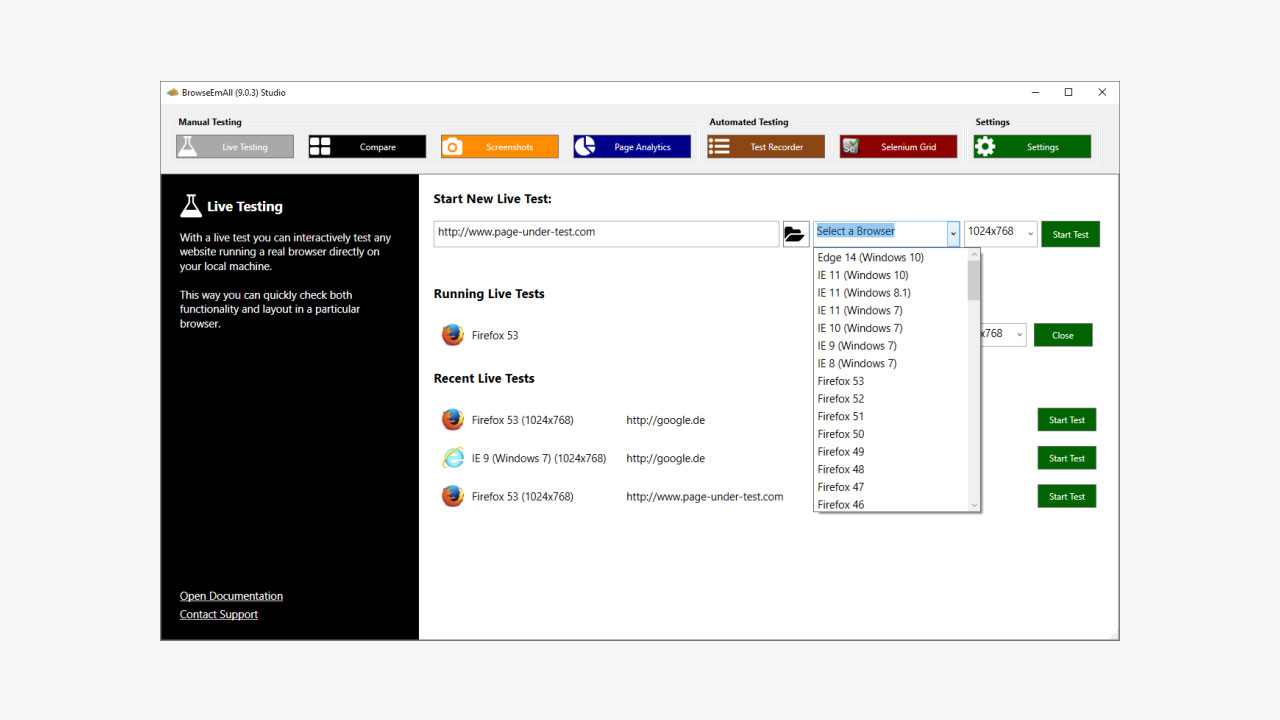 BrowseEmAll (9.0.3) Studio
Manual Testing
Automated Testing
Settings
Live Testing
Compare
Screenshots
Page Analytics
Test Recorder
Selenium Grid
Settings
Live Testing
With a live test you can interactively test any
website running a real browser directly on
your local machine.
This way you can quickly check both
functionality and layout in a particular
browser.
Open Documentation
Contact Support
Start New Live Test:
http://www.page-under-test.com
Select a Browser
1024x768
Start Test
Edge 14 (Windows 10)
IE 11 (Windows 10)
IE 11 (Windows 8.1)
IE 11 (Windows 7)
IE 10 (Windows 7)
IE 9 (Windows 7)
IE 8 (Windows 7)
Firefox 53
Firefox 52
Firefox 51
Firefox 50
Firefox 49
Firefox 48
Firefox 47
Firefox 46
Running Live Tests
Firefox 53
x768
Close
Recent Live Tests
Firefox 53 (1024x768) http://google.de Start Test
IE 9 (Windows 7) (1024x768) http://google.de Start Test
Firefox 53 (1024x768) http://www.page-under-test.com Start Test